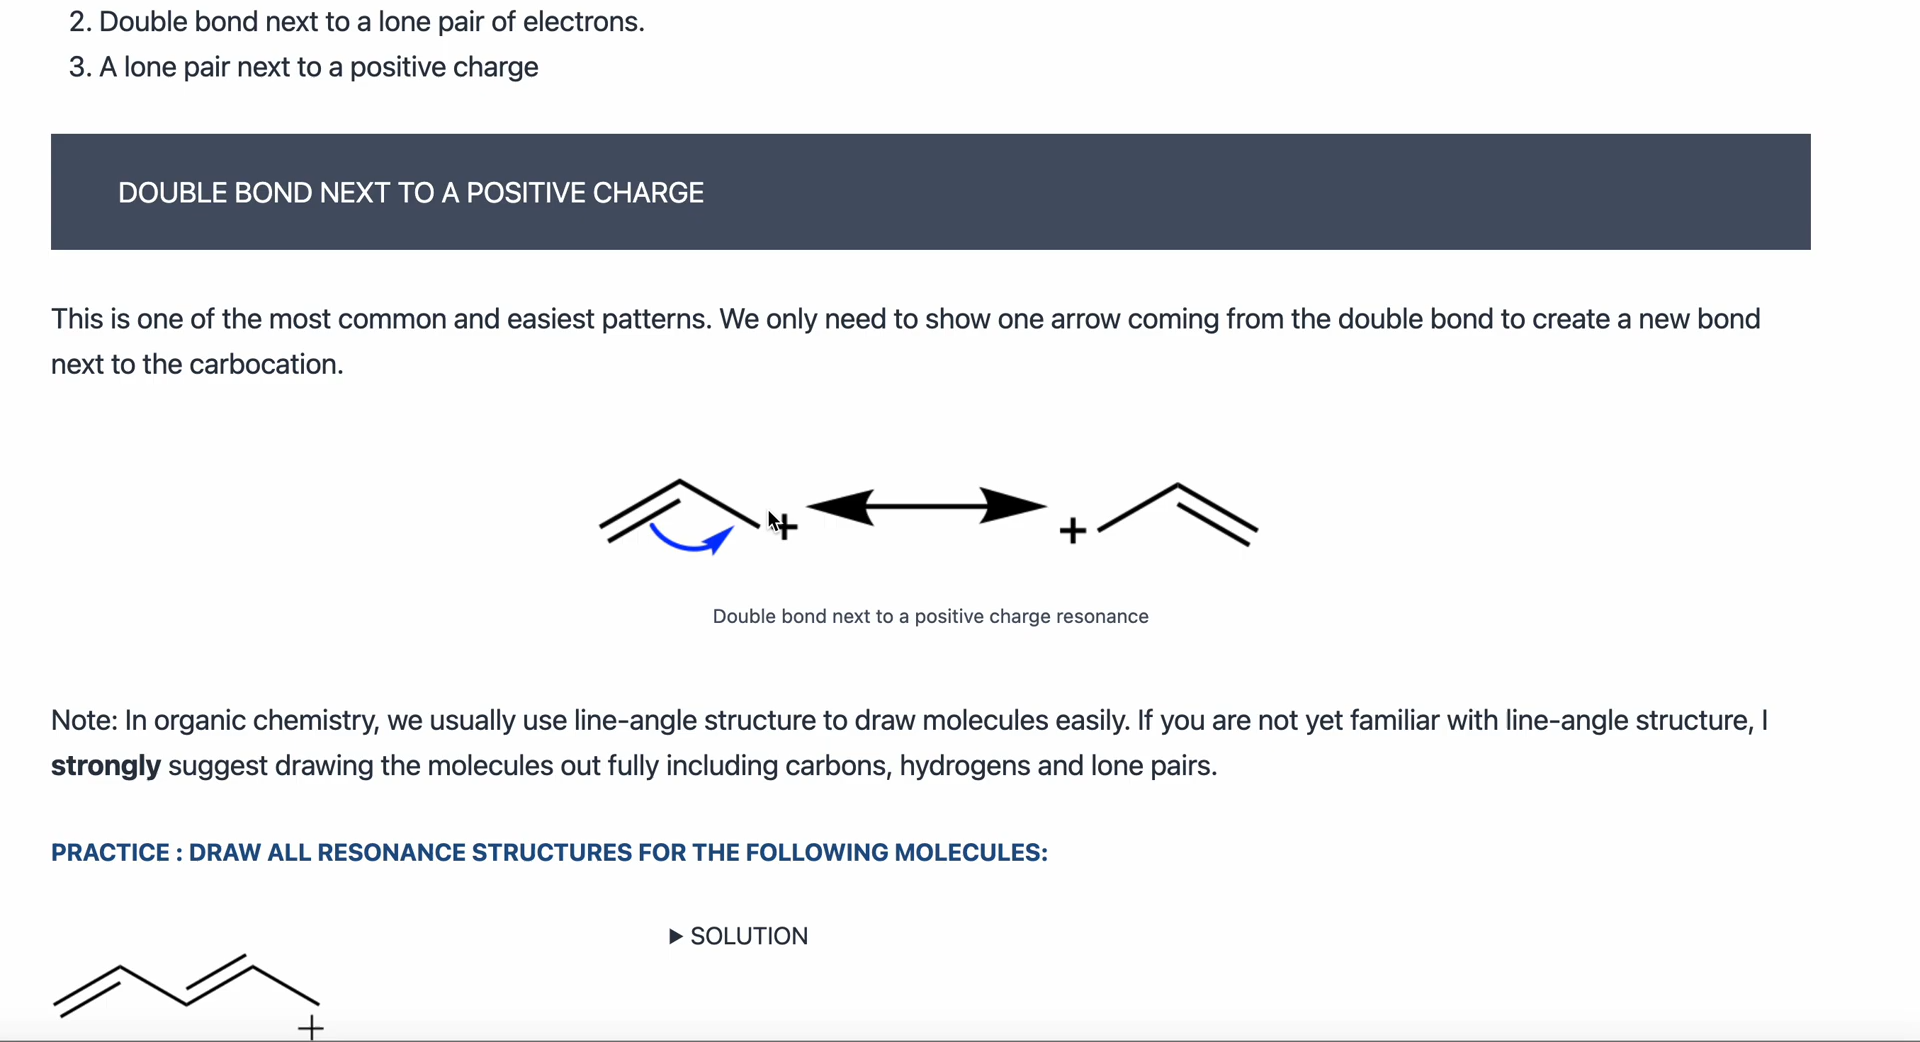 2. Double bond next to a lone pair of electrons.
3. A lone pair next to a positive charge
DOUBLE BOND NEXT TO A POSITIVE CHARGE
This is one of the most common and easiest patterns. We only need to show one arrow coming from the double bond to create a new bond
next to the carbocation.
+ +
Double bond next to a positive charge resonance
Note: In organic chemistry, we usually use line-angle structure to draw molecules easily. If you are not yet familiar with line-angle structure, I
strongly suggest drawing the molecules out fully including carbons, hydrogens and lone pairs.
PRACTICE : DRAW ALL RESONANCE STRUCTURES FOR THE FOLLOWING MOLECULES:
▶ SOLUTION
+